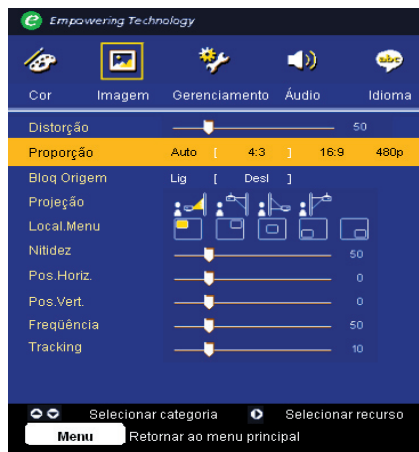 e Empowering Technology
abc
Cor Imagem Gerenciamento Áudio Idioma
Distorção 50
Proporção Auto [ 4:3 ] 16:9 480p
Bloq Origem Lig [ Desl ]
Projeção
Local.Menu
Nitidez 50
Pos.Horiz. 0
Pos.Vert. 0
Freqüência 50
Tracking 10
Selecionar categoria Selecionar recurso
Menu Retornar ao menu principal